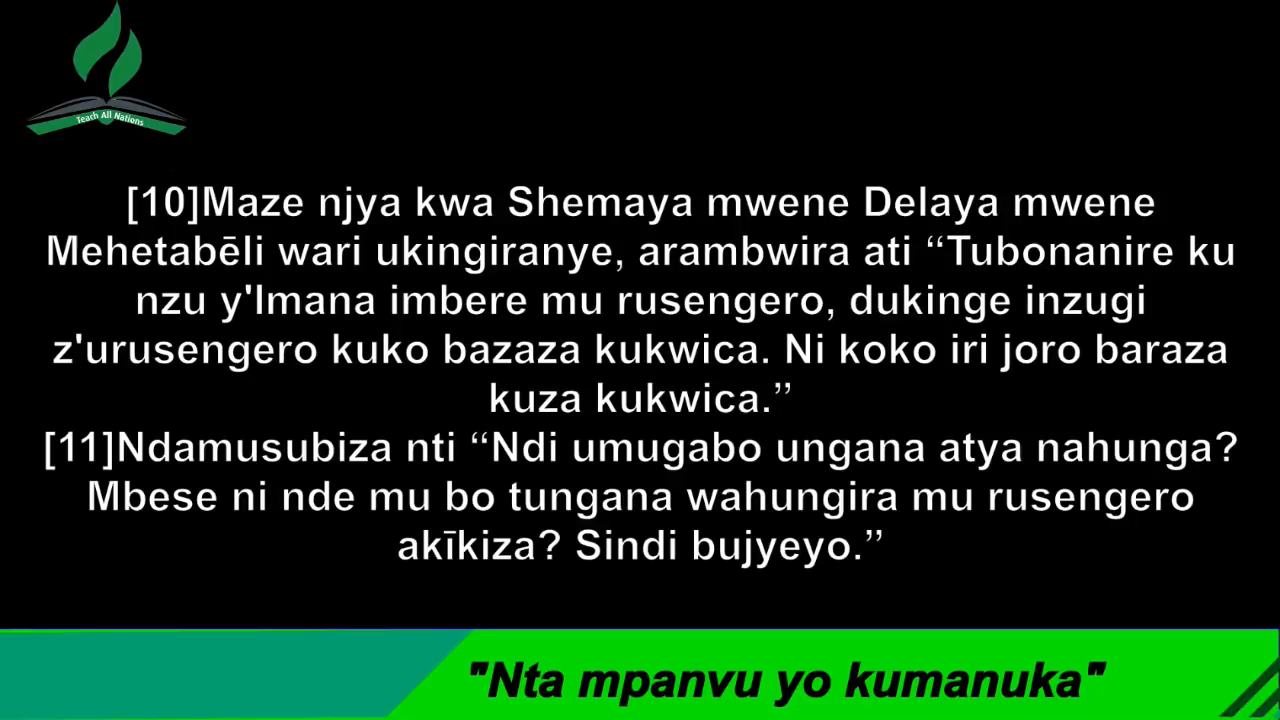 Teach All Nations
[10]Maze njya kwa Shemaya mwene Delaya mwene
Mehetabēli wari ukingiranye, arambwira ati “Tubonanire ku
nzu y'Imana imbere mu rusengero, dukinge inzugi
z'urusengero kuko bazaza kukwica. Ni koko iri joro baraza
kuza kukwica.”
[11]Ndamusubiza nti “Ndi umugabo ungana atya nahunga?
Mbese ni nde mu bo tungana wahungira mu rusengero
akīkiza? Sindi bujyeyo.”
"Nta mpanvu yo kumanuka"